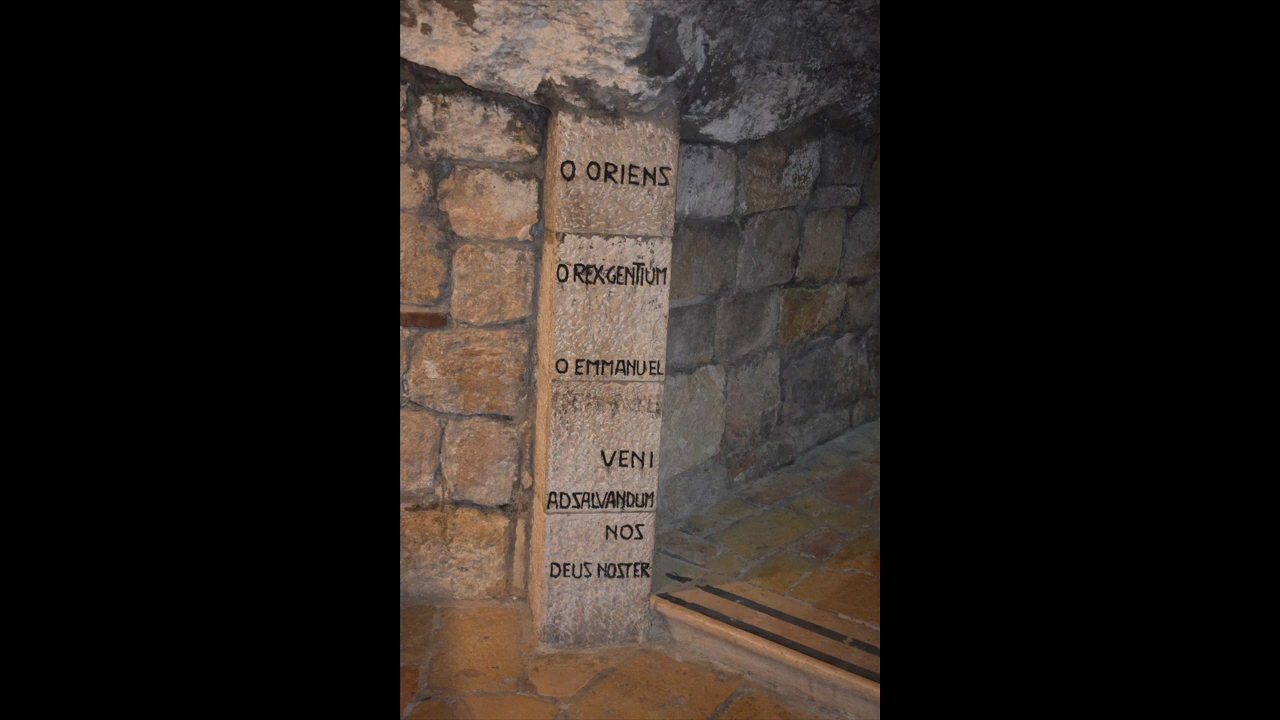 O ORIENS
O REX GENTIUM
O EMMANUEL
VENI
AD SALVANDUM
NOS
DEUS NOSTER